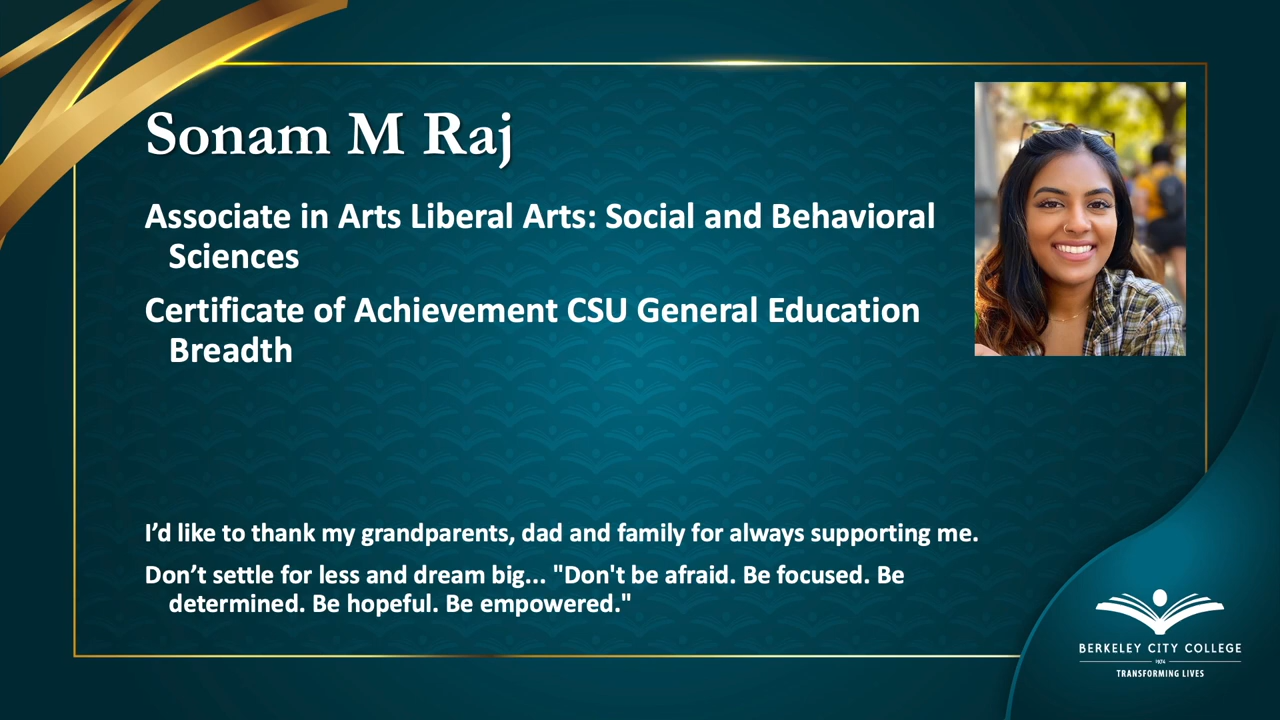 Sonam M Raj
Associate in Arts Liberal Arts: Social and Behavioral
Sciences
Certificate of Achievement CSU General Education
Breadth
I’d like to thank my grandparents, dad and family for always supporting me.
Don’t settle for less and dream big... "Don't be afraid. Be focused. Be
determined. Be hopeful. Be empowered."
BERKELEY CITY COLLEGE
1974
TRANSFORMING LIVES